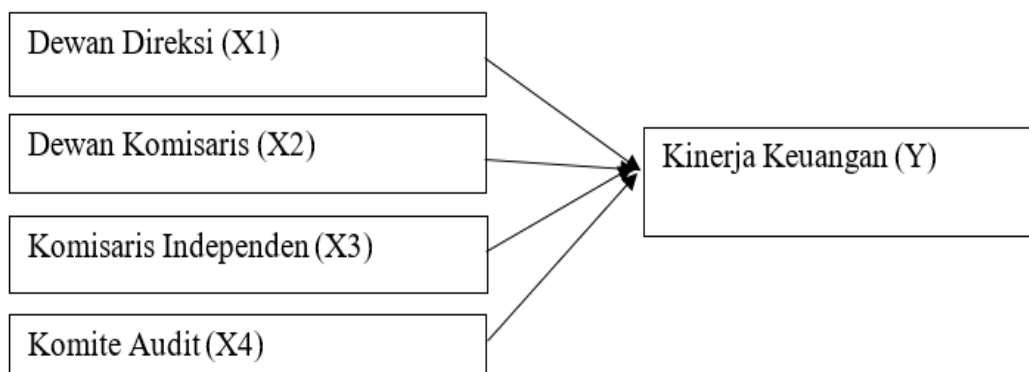 Dewan Direksi (X1)
Dewan Komisaris (X2)
Kinerja Keuangan (Y)
Komisaris Independen (X3)
Komite Audit (X4)